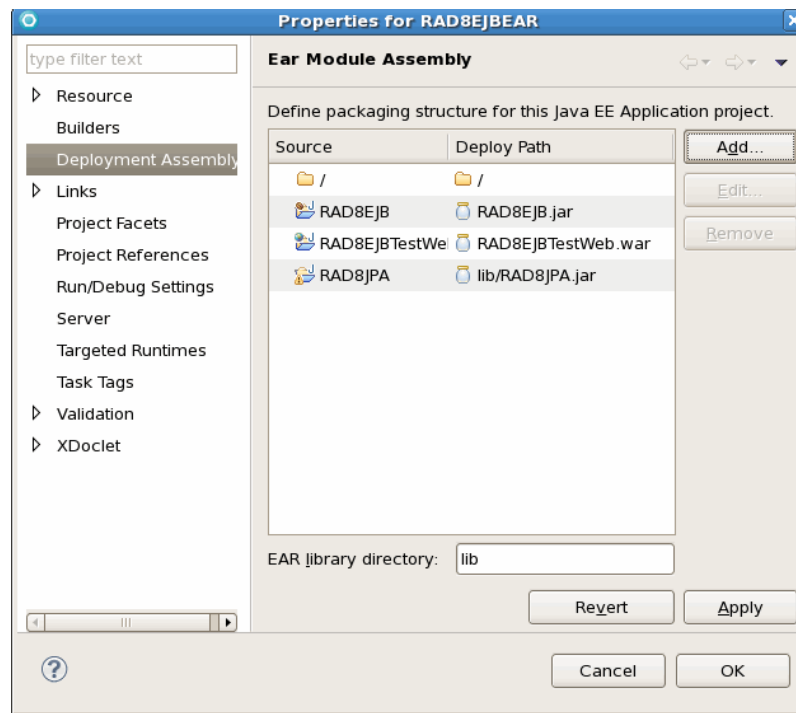 Properties for RAD8EJBEAR
type filter text
Resource
Builders
Deployment Assembly
Links
Project Facets
Project References
Run/Debug Settings
Server
Targeted Runtimes
Task Tags
Validation
XDoclet
Ear Module Assembly
Define packaging structure for this Java EE Application project.
Source Deploy Path
/ /
RAD8EJB RAD8EJB.jar
RAD8EJBTestWe RAD8EJBTestWeb.war
RAD8JPA lib/RAD8JPA.jar
Add...
Edit...
Remove
EAR library directory: lib
Revert Apply
? Cancel OK